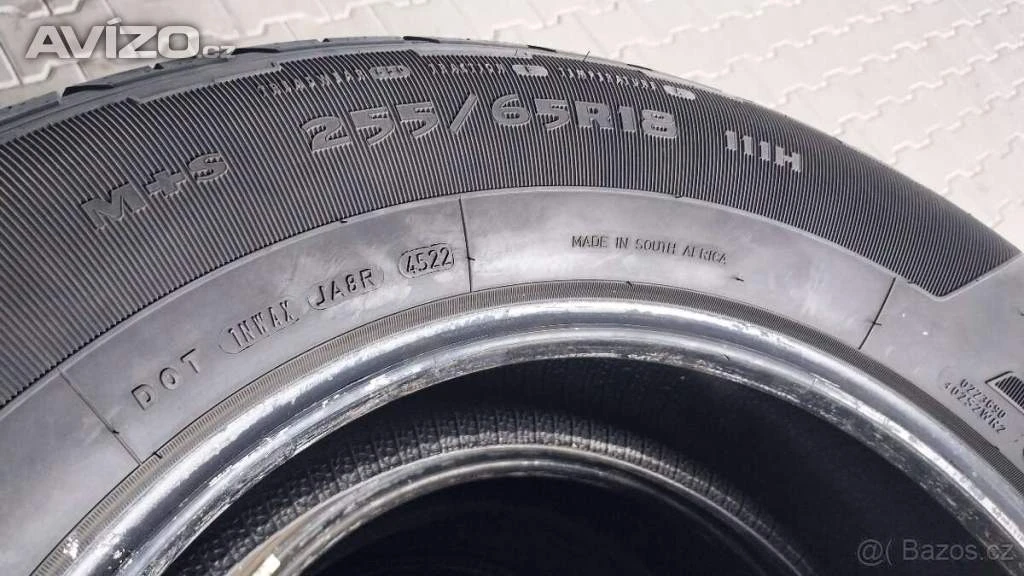 AVÍZO.cz
M+S 255/65R18 111H
DOT 1NWAX JA8R 4522
MADE IN SOUTH AFRICA
@( Bazos.cz